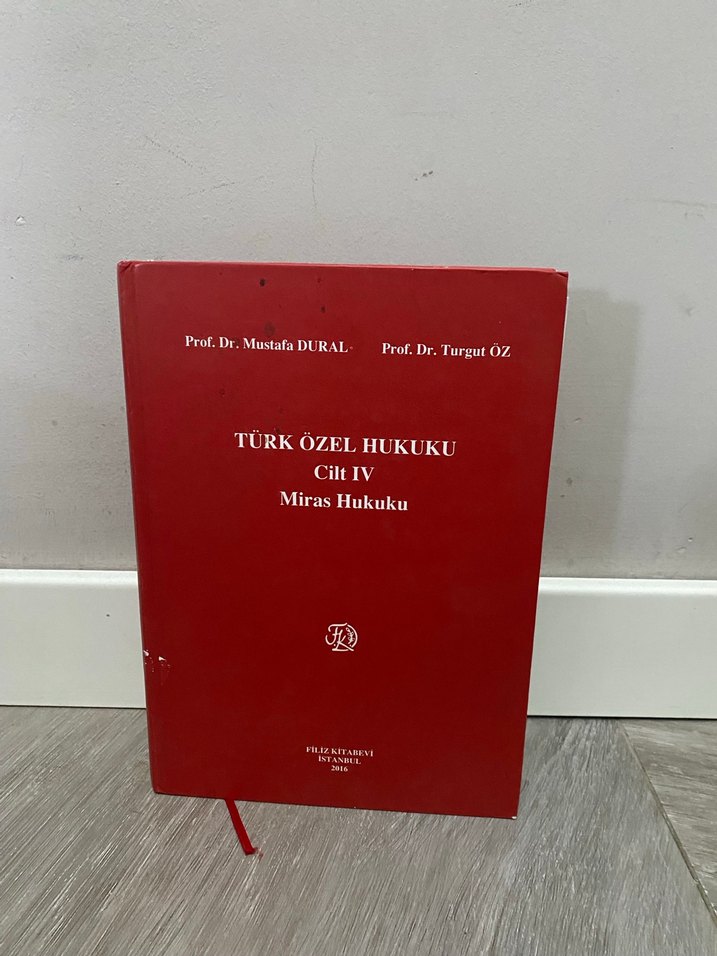 Prof. Dr. Mustafa DURAL Prof. Dr. Turgut ÖZ
TÜRK ÖZEL HUKUKU
Cilt IV
Miras Hukuku
FK
FİLİZ KİTABEVİ
İSTANBUL
2016